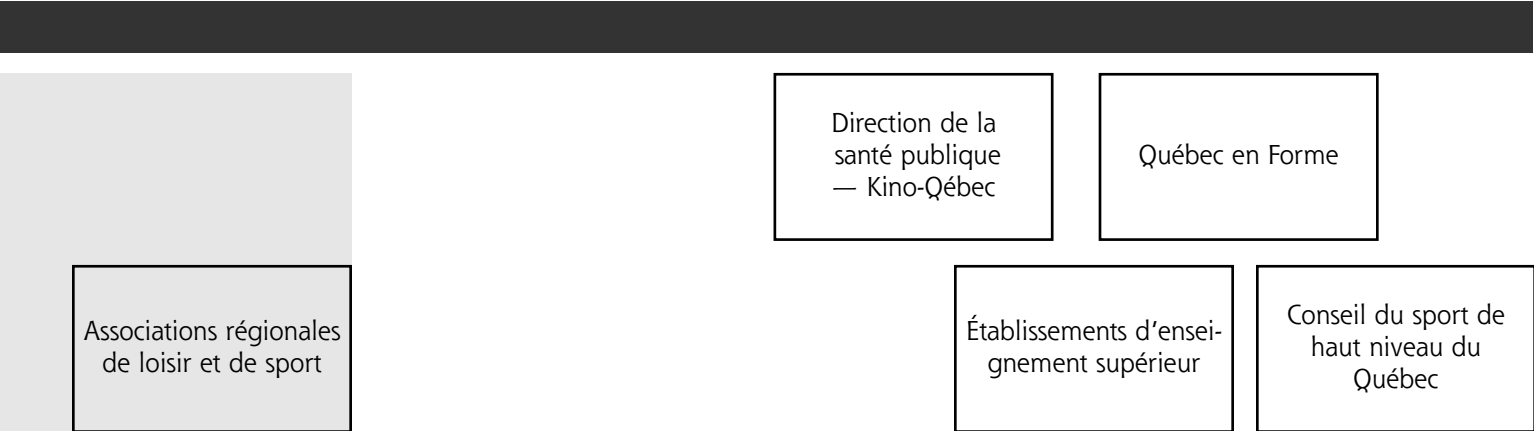 Direction de la
santé publique
— Kino-Qébec
Québec en Forme
Associations régionales
de loisir et de sport
Établissements d'ensei-
gnement supérieur
Conseil du sport de
haut niveau du
Québec